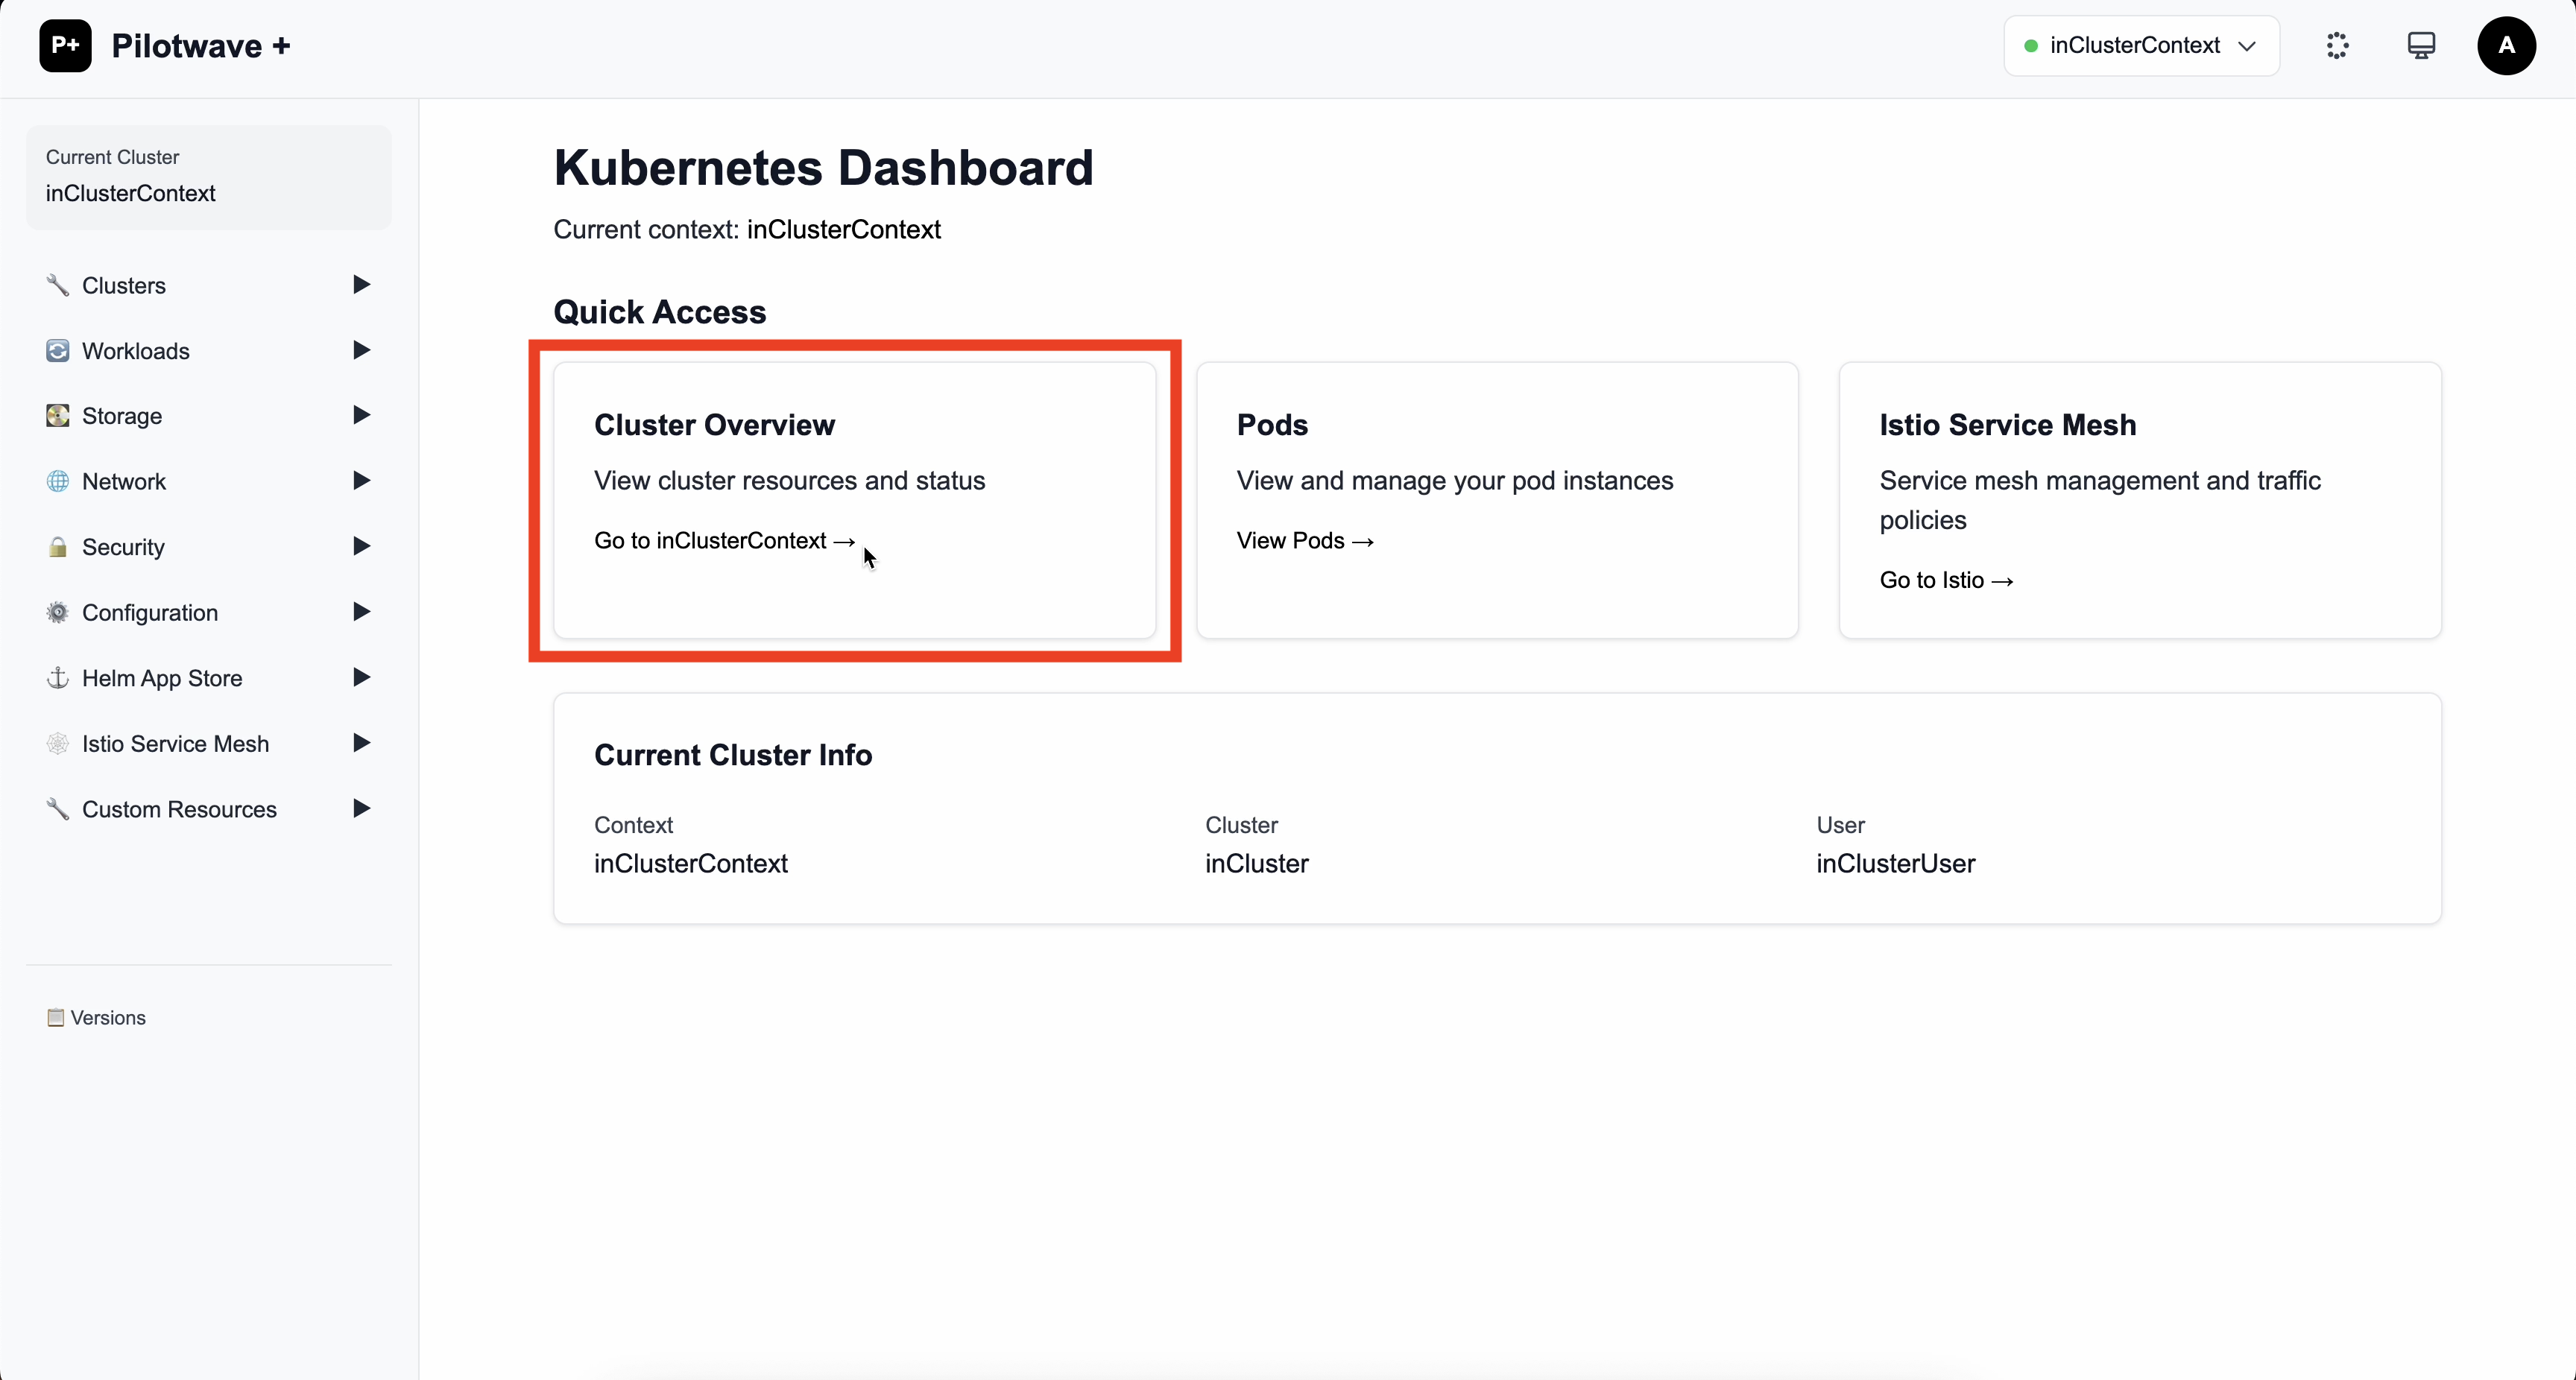 P+ Pilotwave +
inClusterContext
A
Current Cluster
inClusterContext
Clusters
Workloads
Storage
Network
Security
Configuration
Helm App Store
Istio Service Mesh
Custom Resources
Versions
Kubernetes Dashboard
Current context: inClusterContext
Quick Access
Cluster Overview
View cluster resources and status
Go to inClusterContext →
Pods
View and manage your pod instances
View Pods →
Istio Service Mesh
Service mesh management and traffic
policies
Go to Istio →
Current Cluster Info
Context
inClusterContext
Cluster
inCluster
User
inClusterUser